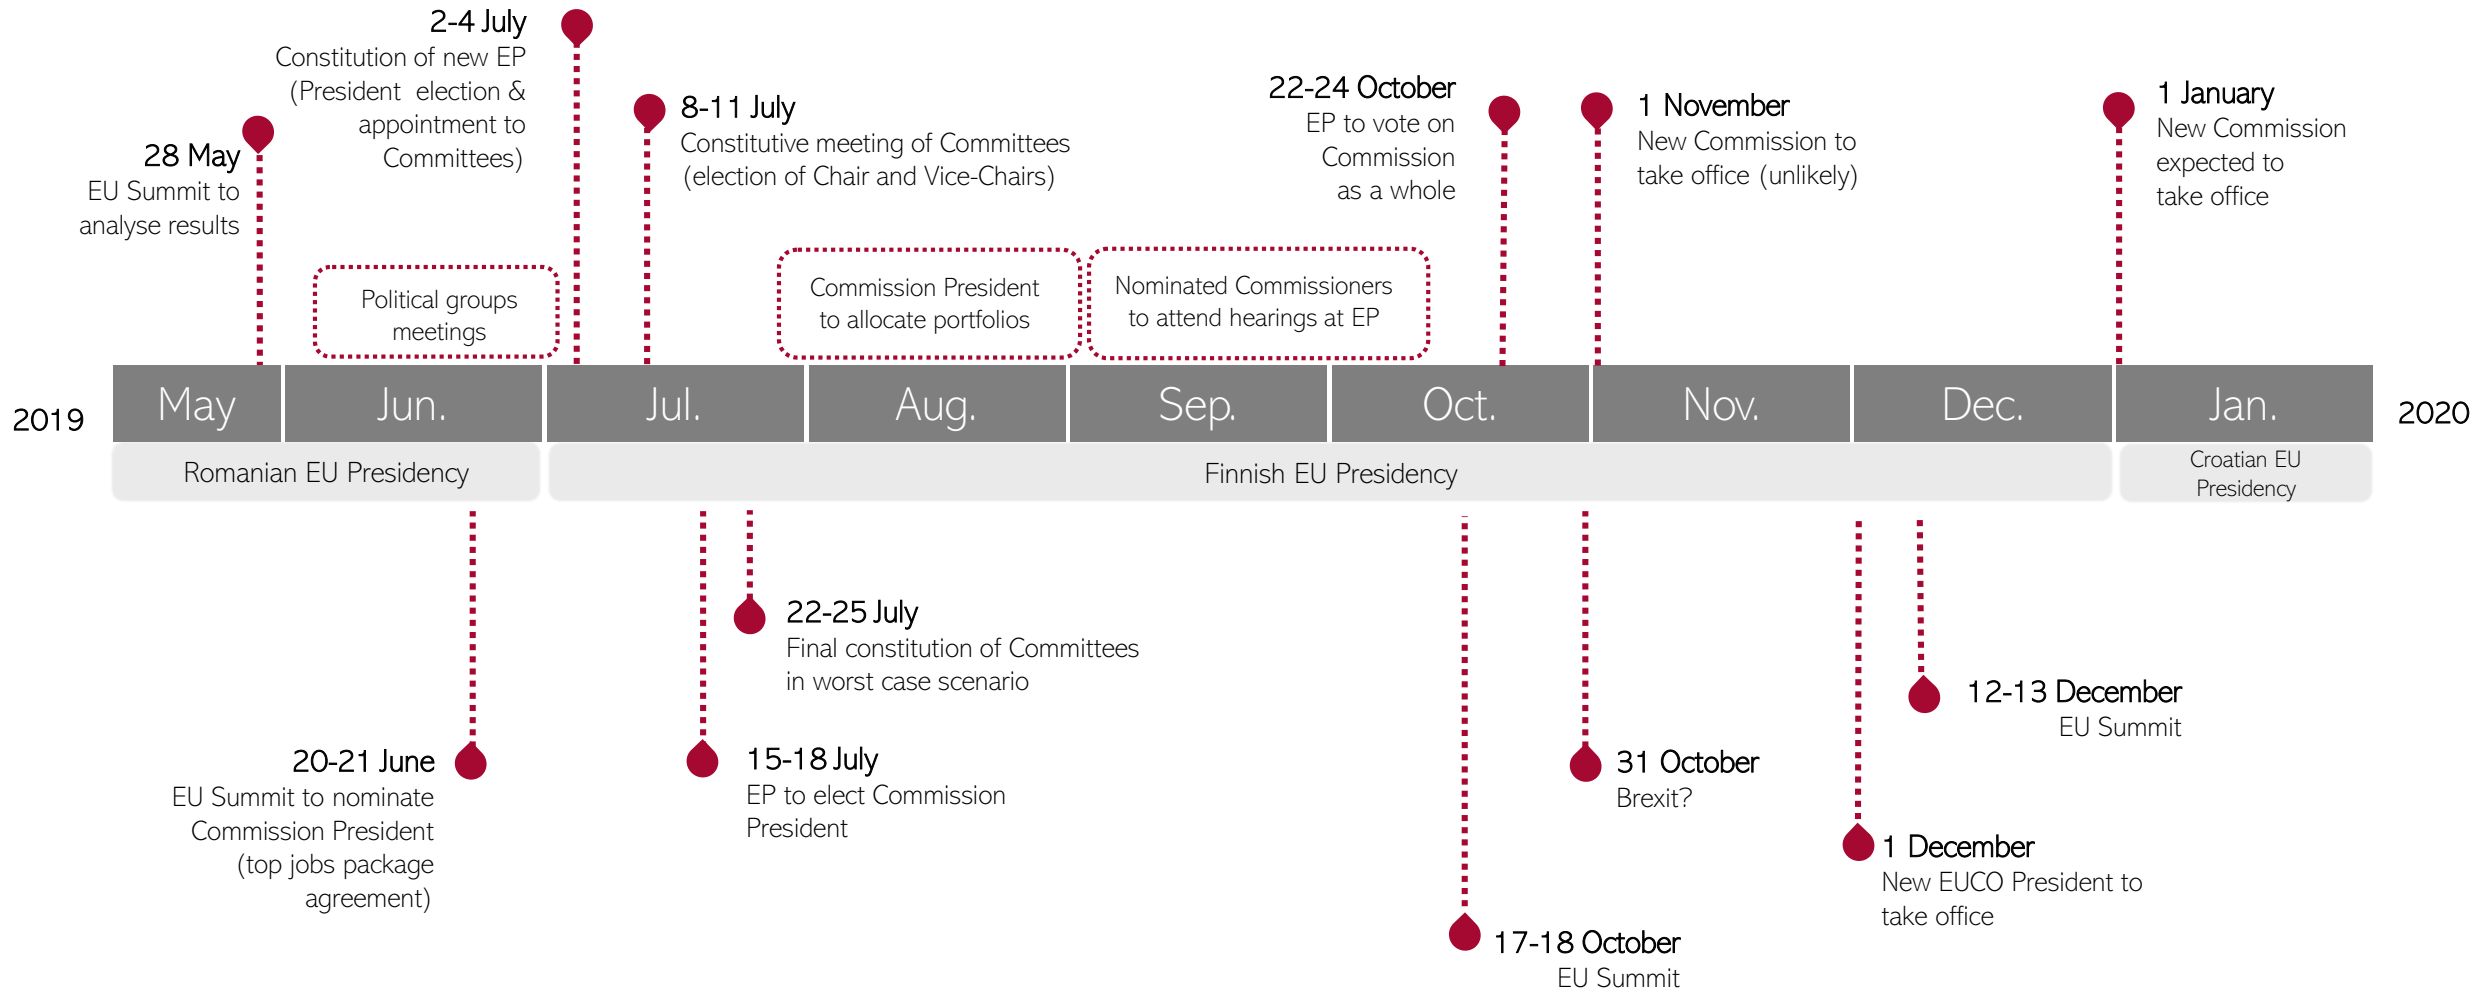 2-4 July
Constitution of new EP
(President election &
appointment to
Committees)
28 May
EU Summit to
analyse results
8-11 July
Constitutive meeting of Committees
(election of Chair and Vice-Chairs)
22-24 October
EP to vote on
Commission
as a whole
1 November
New Commission to
take office (unlikely)
1 January
New Commission
expected to
take office
Political groups
meetings
Commission President
to allocate portfolios
Nominated Commissioners
to attend hearings at EP
2019
May
Jun.
Jul.
Aug.
Sep.
Oct.
Nov.
Dec.
Jan.
2020
Romanian EU Presidency
Finnish EU Presidency
Croatian EU
Presidency
20-21 June
EU Summit to nominate
Commission President
(top jobs package
agreement)
22-25 July
Final constitution of Committees
in worst case scenario
15-18 July
EP to elect Commission
President
17-18 October
EU Summit
31 October
Brexit?
1 December
New EUCO President to
take office
12-13 December
EU Summit